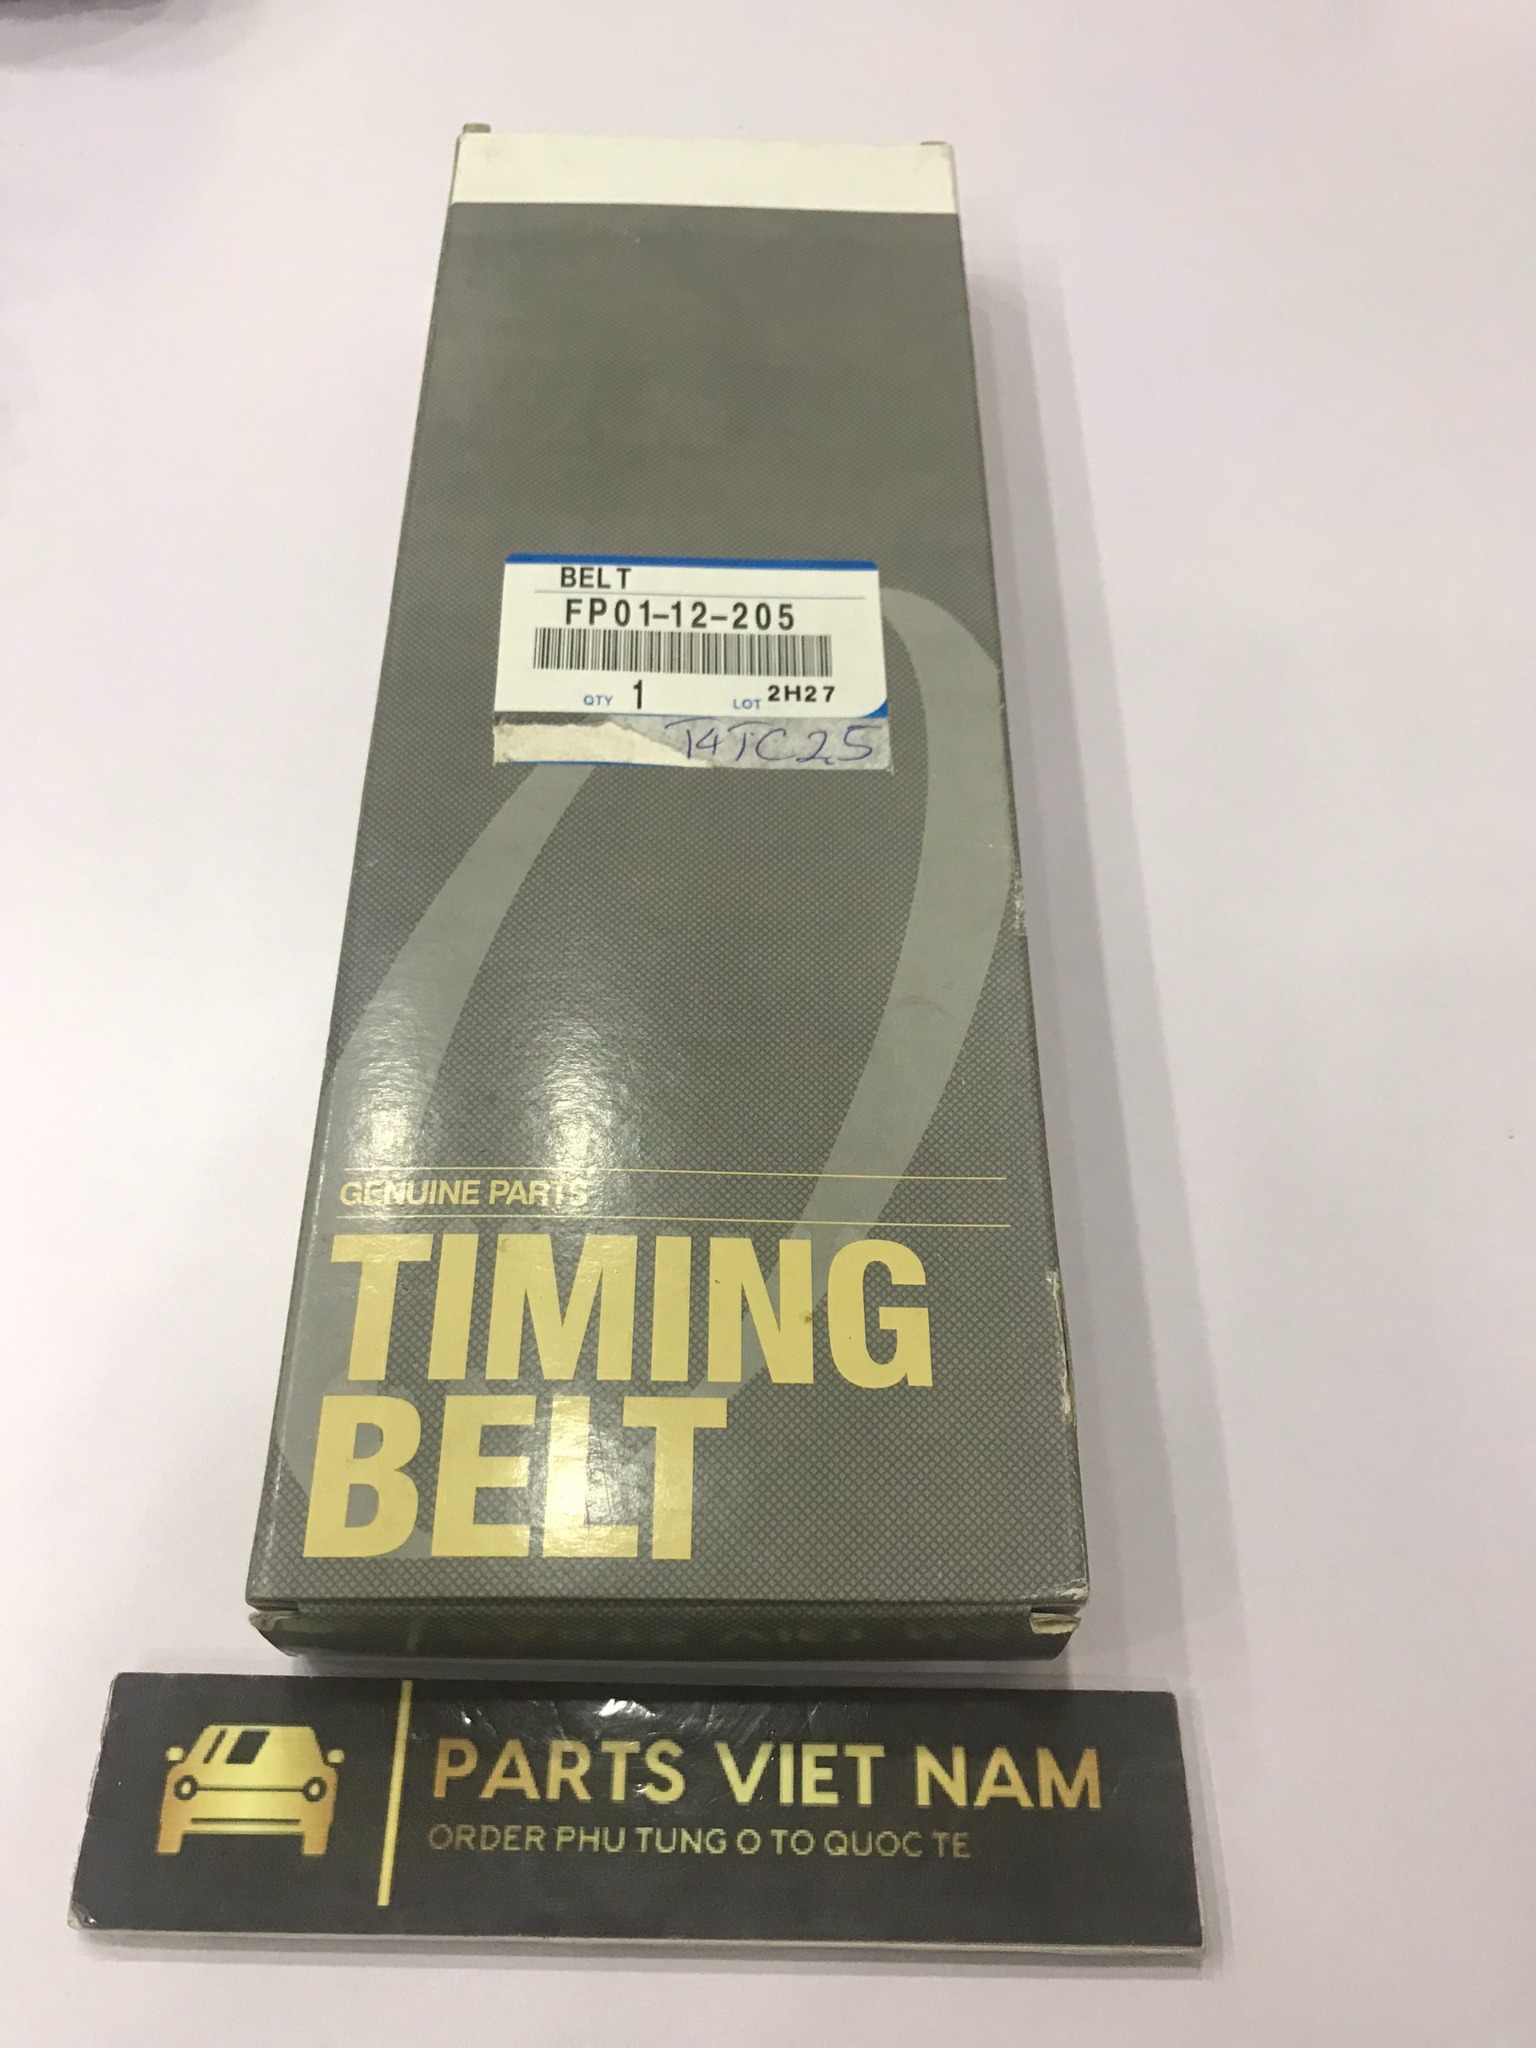 BELT
FP01-12-205
QTY 1 LOT 2H27
T4TC25
GENUINE PARTS
TIMING
BELT
PARTS VIET NAM
ORDER PHU TUNG O TO QUOC TE